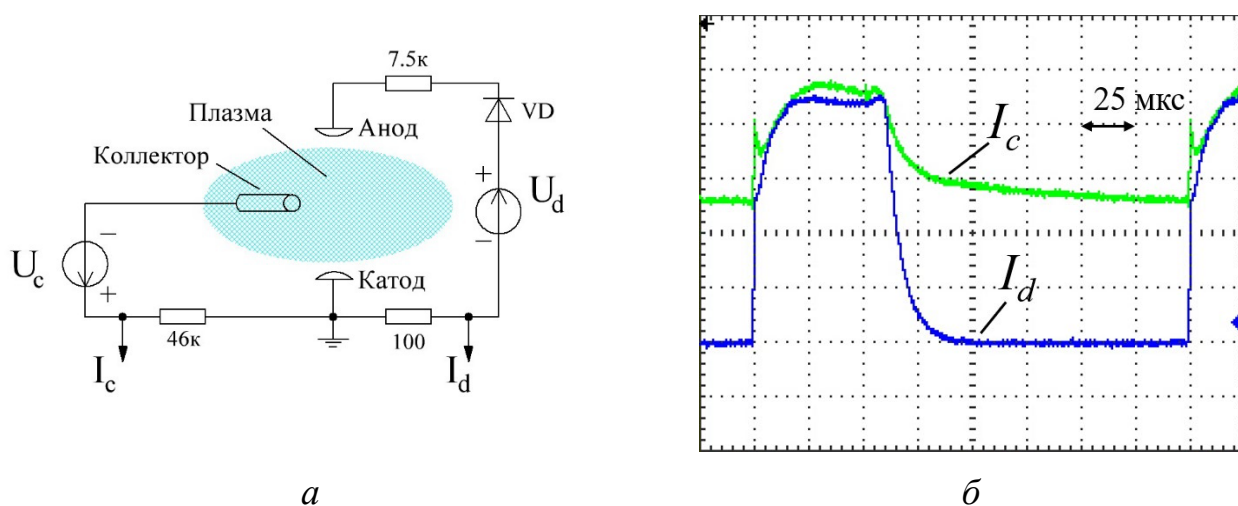 7.5к
Плазма
Анод
VD
Коллектор
+
U_d
−
−
U_c
+
Катод
46к
100
I_c
I_d
а
25 мкс
I_c
I_d
б